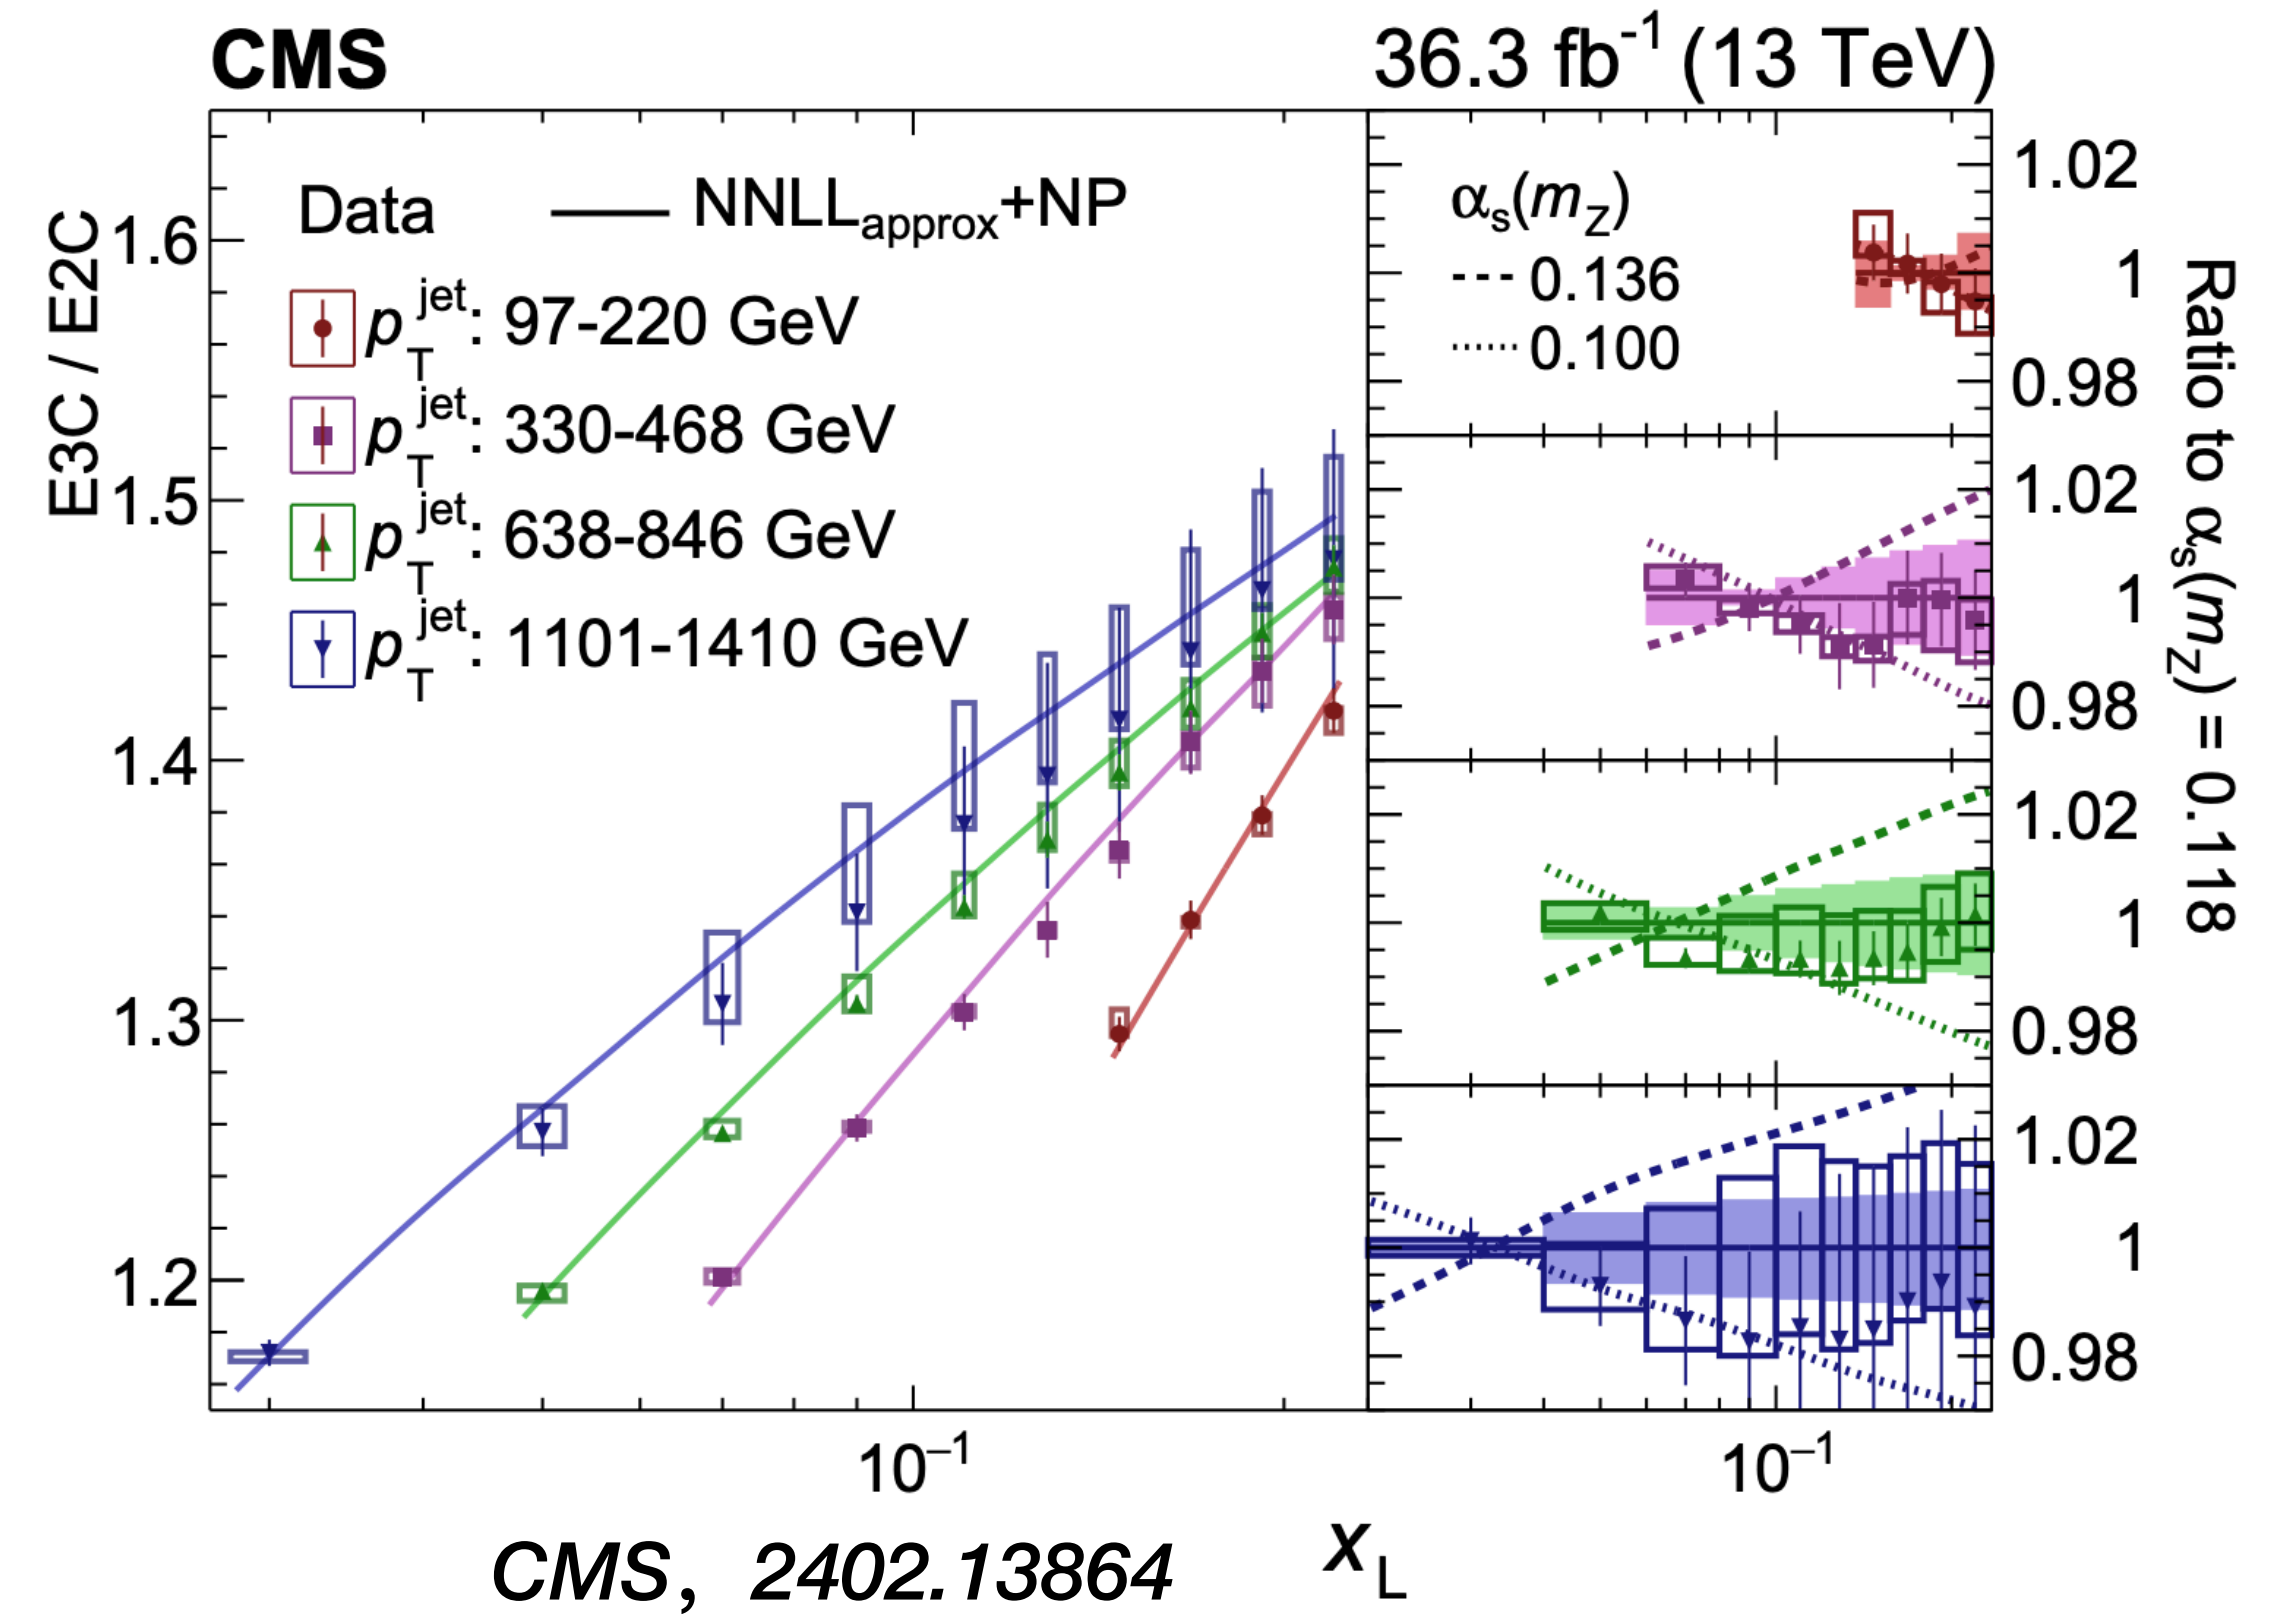 CMS 36.3 fb⁻¹ (13 TeV)
E3C / E2C
1.6
1.5
1.4
1.3
1.2
Data NNLLapprox+NP
pTjet: 97-220 GeV
pTjet: 330-468 GeV
pTjet: 638-846 GeV
pTjet: 1101-1410 GeV
αs(mZ)
0.136
0.100
1.02
1
0.98
1.02
1
0.98
1.02
1
0.98
1.02
1
0.98
Ratio to αs(mZ) = 0.118
10⁻¹ 10⁻¹
xL
CMS, 2402.13864